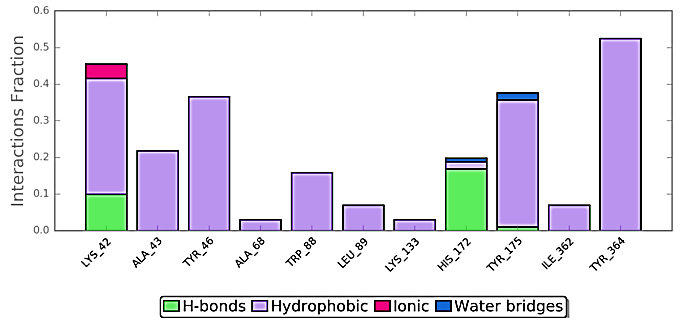 0.6
0.5
0.4
0.3
0.2
0.1
0.0
Interactions Fraction
LYS_42
ALA_43
TYR_46
ALA_68
TRP_88
LEU_89
LYS_133
HIS_172
TYR_175
ILE_362
TYR_364
H-bonds Hydrophobic Ionic Water bridges